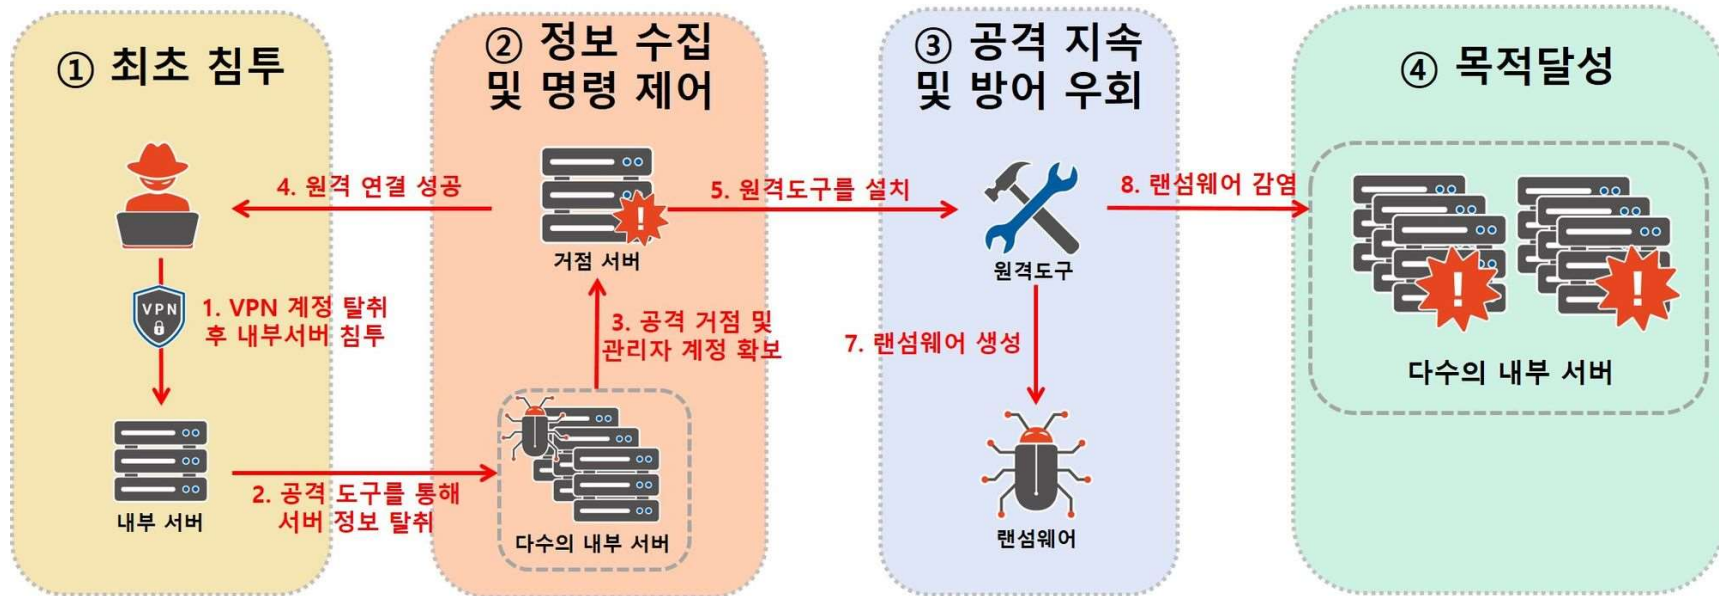 ① 최초 침투
4. 원격 연결 성공
VPN
1. VPN 계정 탈취
후 내부서버 침투
내부 서버
2. 공격 도구를 통해
서버 정보 탈취
② 정보 수집
및 명령 제어
거점 서버
3. 공격 거점 및
관리자 계정 확보
다수의 내부 서버
5. 원격도구를 설치
③ 공격 지속
및 방어 우회
원격도구
7. 랜섬웨어 생성
랜섬웨어
8. 랜섬웨어 감염
④ 목적달성
다수의 내부 서버